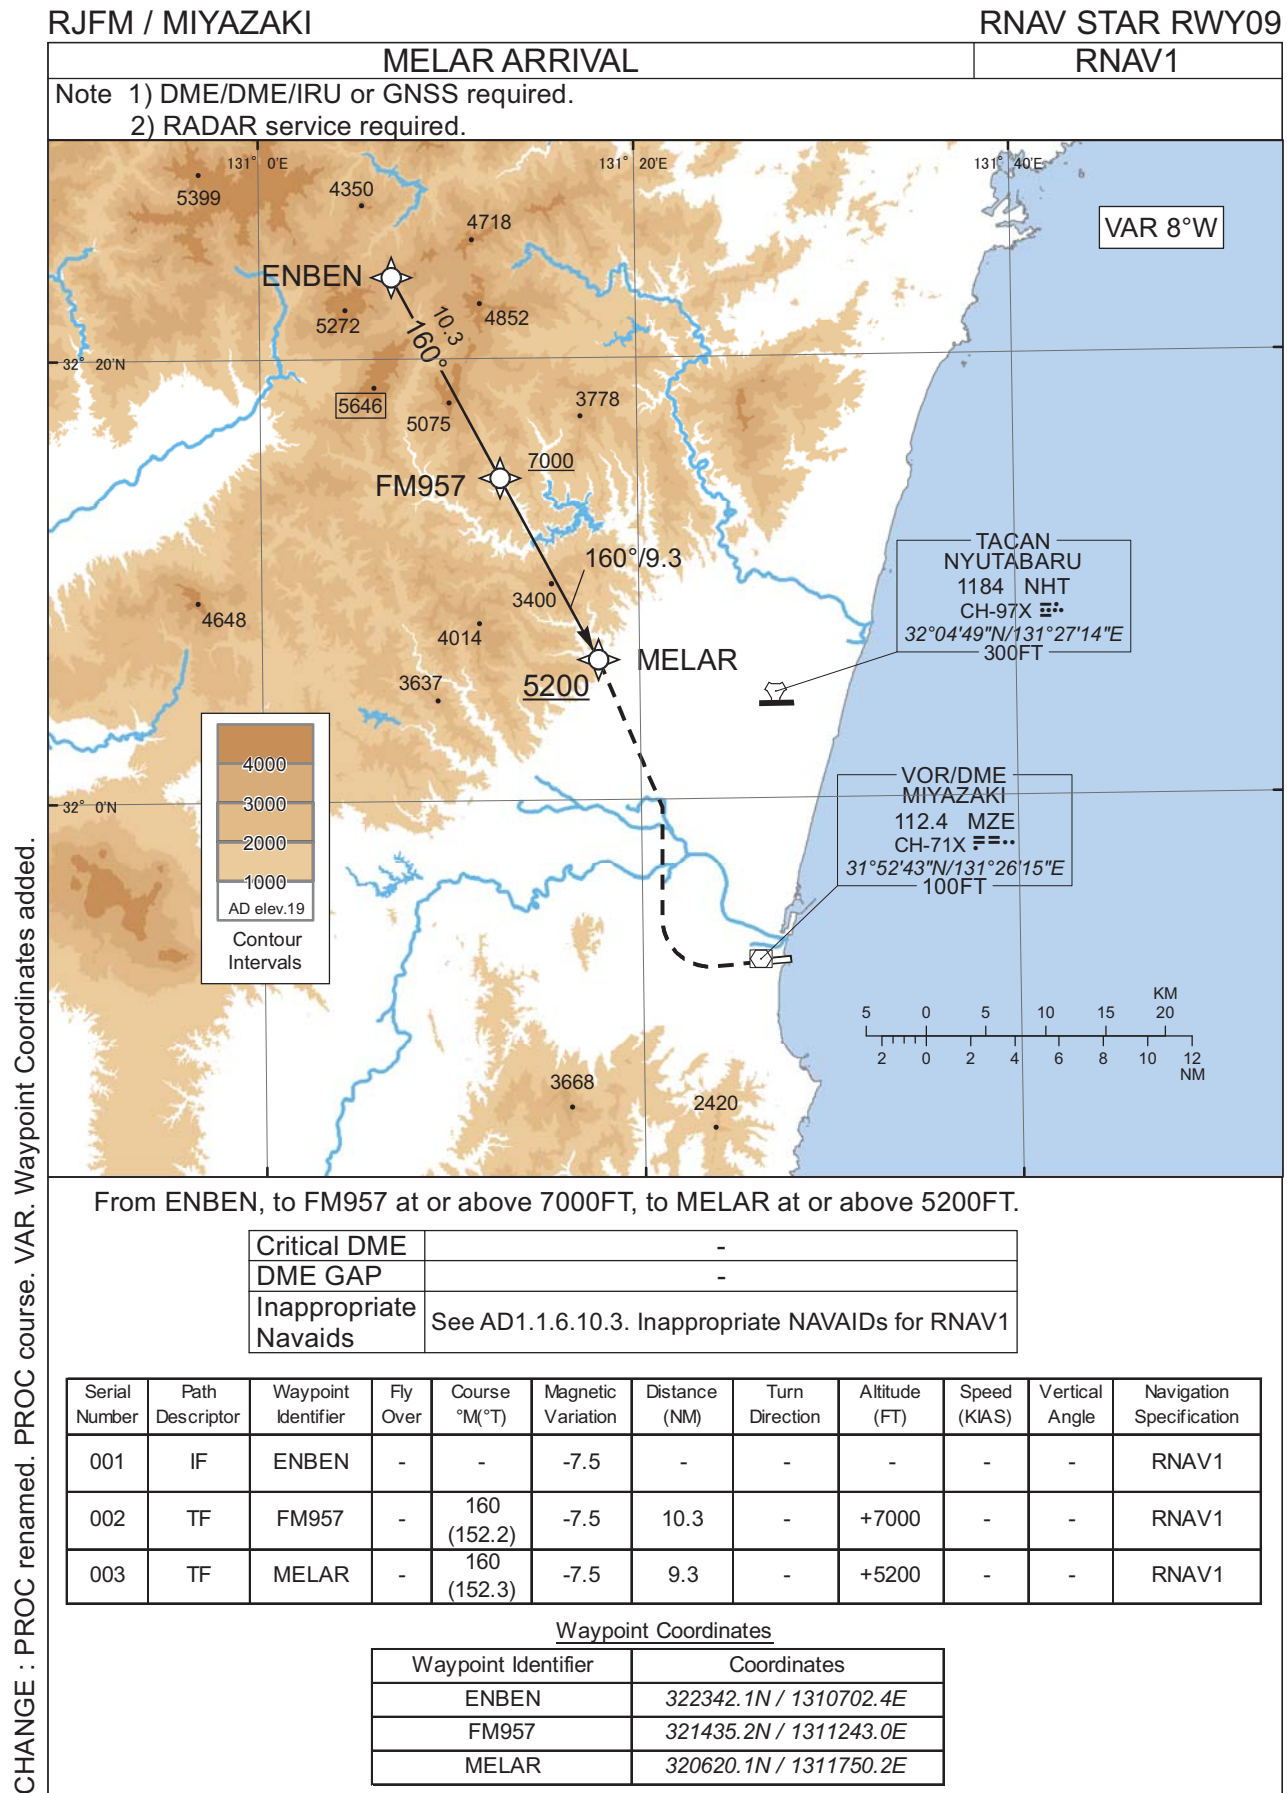 RJFM / MIYAZAKI
RNAV STAR RWY09
MELAR ARRIVAL
RNAV1
Note 1) DME/DME/IRU or GNSS required.
2) RADAR service required.
131° 0'E
131° 20'E
131° 40'E
VAR 8°W
5399
4350
4718
ENBEN
5272
4852
10.3
160°
32° 20'N
5646
5075
3778
FM957
7000
160°/9.3
TACAN
NYUTABARU
1184 NHT
CH-97X
32°04'49"N/131°27'14"E
300FT
4648
3400
4014
MELAR
5200
3637
4000
3000
2000
1000
AD elev.19
Contour
Intervals
32° 0'N
VOR/DME
MIYAZAKI
112.4 MZE
CH-71X
31°52'43"N/131°26'15"E
100FT
KM
5 0 5 10 15 20
2 0 2 4 6 8 10 12
NM
3668
2420
From ENBEN, to FM957 at or above 7000FT, to MELAR at or above 5200FT.
Critical DME -
DME GAP -
Inappropriate
Navaids
See AD1.1.6.10.3. Inappropriate NAVAIDs for RNAV1
Serial Path Waypoint Fly Course Magnetic Distance Turn Altitude Speed Vertical Navigation
Number Descriptor Identifier Over °M(°T) Variation (NM) Direction (FT) (KIAS) Angle Specification
001 IF ENBEN - - -7.5 - - - - - RNAV1
002 TF FM957 - 160 (152.2) -7.5 10.3 - +7000 - - RNAV1
003 TF MELAR - 160 (152.3) -7.5 9.3 - +5200 - - RNAV1
Waypoint Coordinates
Waypoint Identifier Coordinates
ENBEN 322342.1N / 1310702.4E
FM957 321435.2N / 1311243.0E
MELAR 320620.1N / 1311750.2E
CHANGE : PROC renamed. PROC course. VAR. Waypoint Coordinates added.